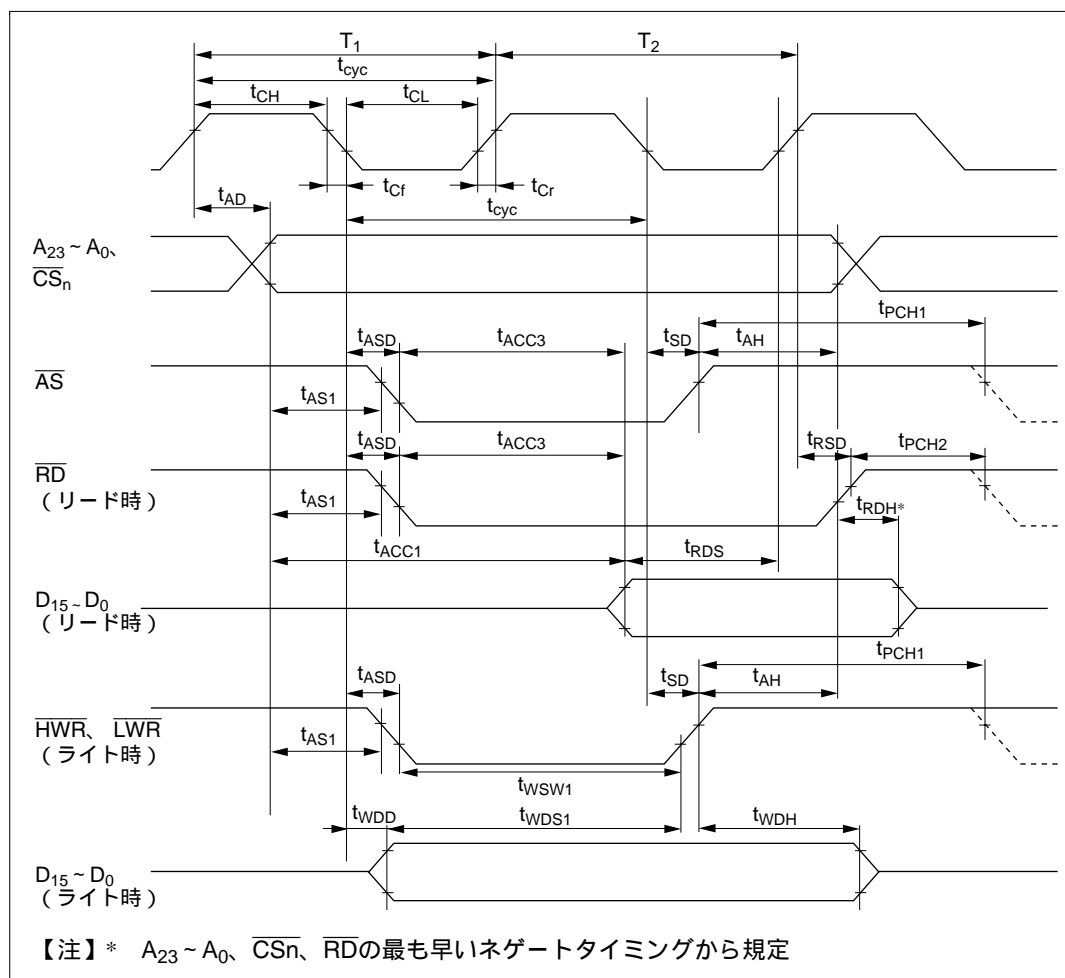 T1 T2
tcyc
tCH tCL
tCf tCr
tAD
tcyc
A23~A0、
CSn
tPCH1
tASD tACC3 tSD tAH
AS
tAS1
tASD tACC3 tRSD tPCH2
RD
(リード時)
tAS1 tRDH*
tACC1 tRDS
D15~D0
(リード時)
tPCH1
tASD tSD tAH
HWR、LWR
(ライト時)
tAS1
tWSW1
tWDD tWDS1 tWDH
D15~D0
(ライト時)
【注】* A23~A0、CSn、RDの最も早いネゲートタイミングから規定